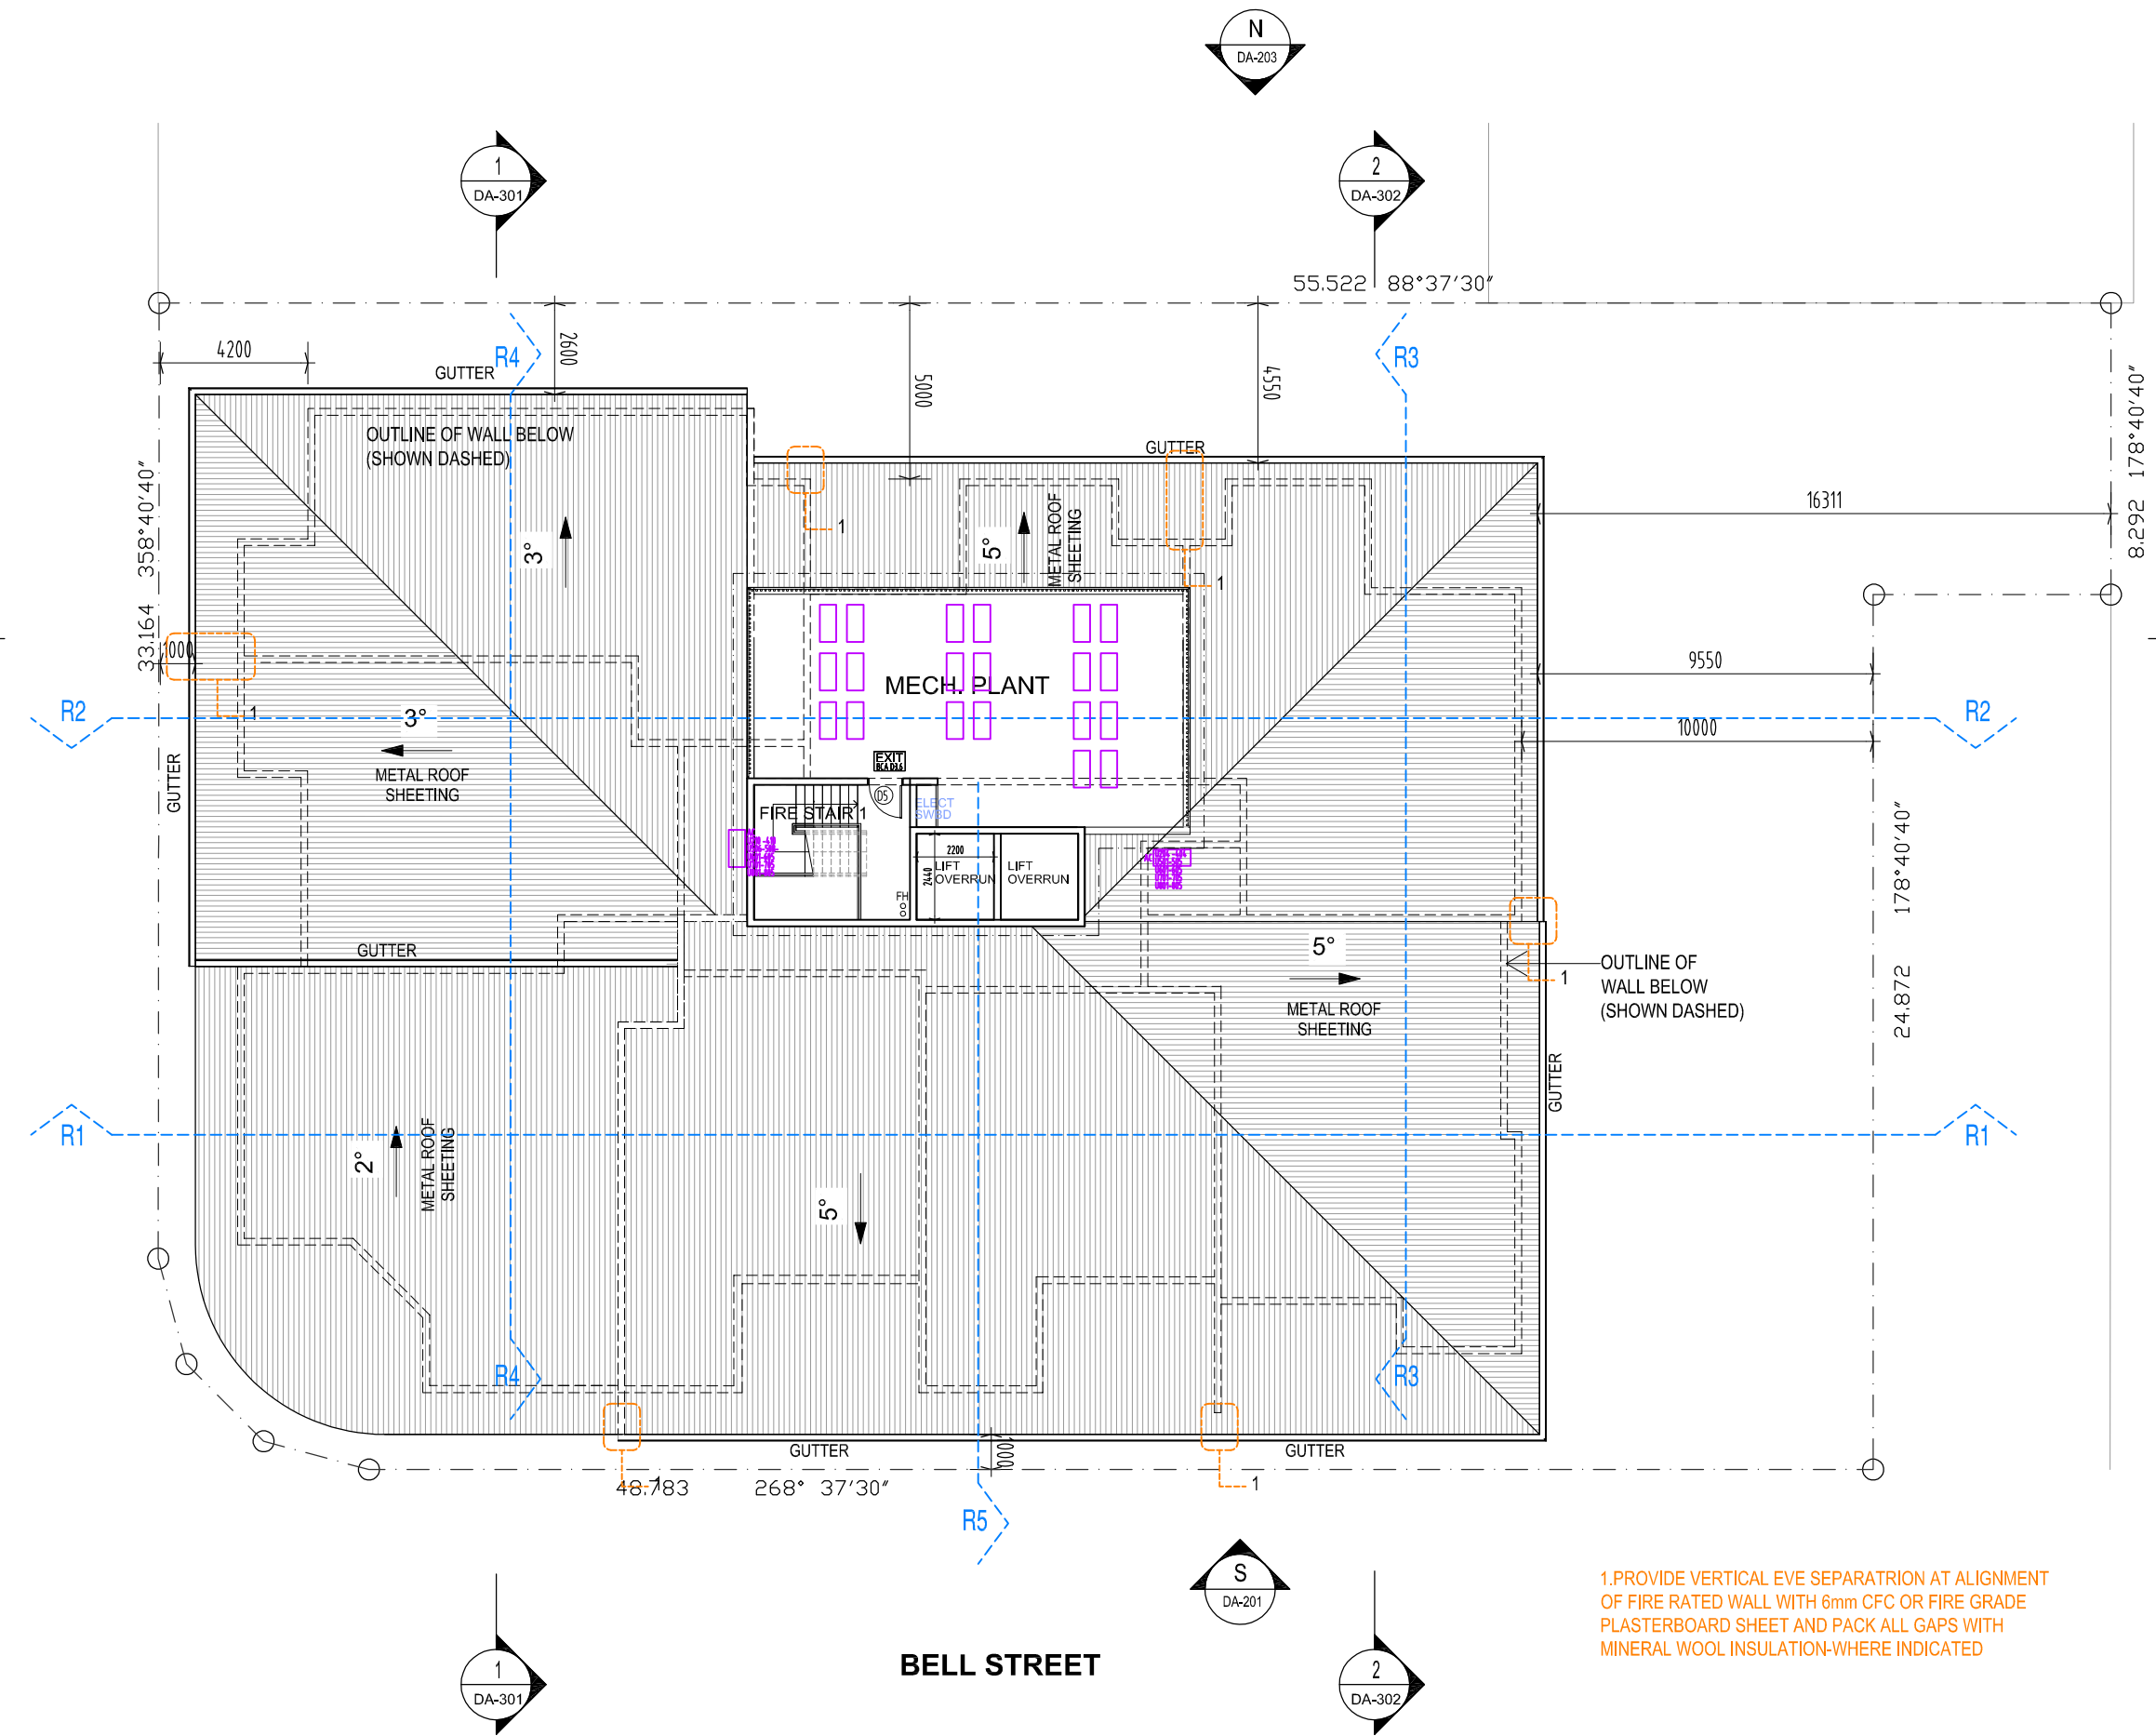 N
DA-203
1
DA-301
2
DA-302
55.522 88°37'30"
4200
R4
2600
5000
4550
R3
GUTTER
OUTLINE OF WALL BELOW
(SHOWN DASHED)
GUTTER
33.164 358°40'40"
8.292 178°40'40"
16311
1
3°
5°
METAL ROOF
SHEETING
1
1000
1
9550
MECH. PLANT
R2
3°
R2
10000
METAL ROOF
SHEETING
GUTTER
EXIT
BCA D3.6
D5
ELECT
SWBD
FIRE STAIR 1
2200
2440
LIFT
OVERRUN
LIFT
OVERRUN
FH
178°40'40"
24.872
GUTTER
5°
1
OUTLINE OF
WALL BELOW
(SHOWN DASHED)
METAL ROOF
SHEETING
GUTTER
R1
R1
2°
METAL ROOF
SHEETING
5°
R4
R3
GUTTER
1000
GUTTER
1
1
48.783 268° 37'30"
R5
S
DA-201
1.PROVIDE VERTICAL EVE SEPARATRION AT ALIGNMENT
OF FIRE RATED WALL WITH 6mm CFC OR FIRE GRADE
PLASTERBOARD SHEET AND PACK ALL GAPS WITH
MINERAL WOOL INSULATION-WHERE INDICATED
BELL STREET
1
DA-301
2
DA-302